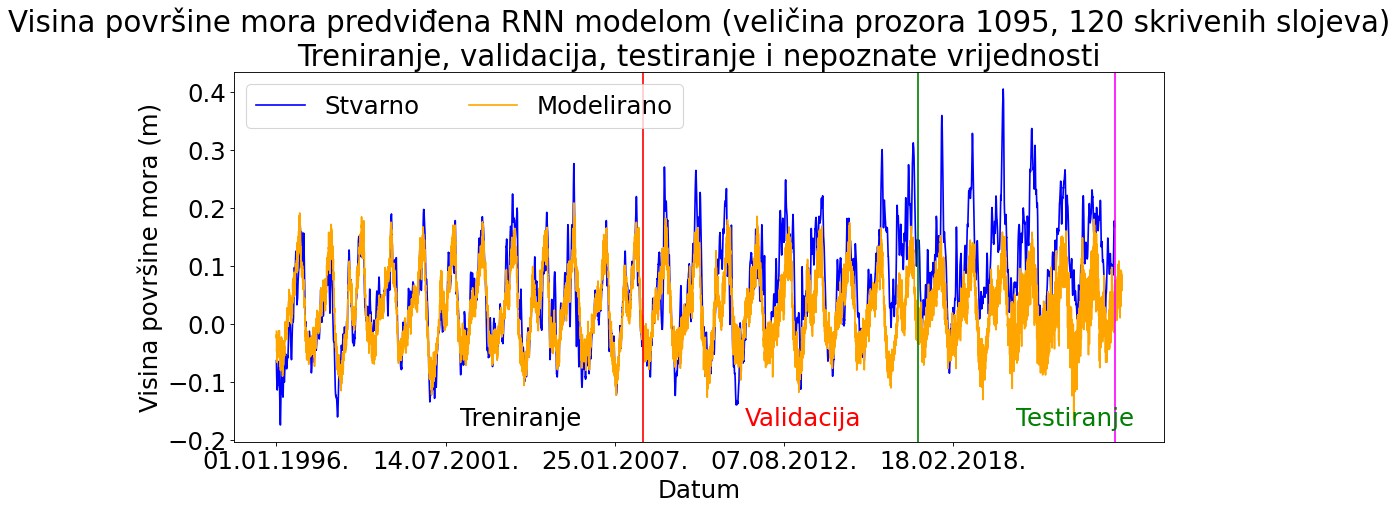 Visina površine mora predviđena RNN modelom (veličina prozora 1095, 120 skrivenih slojeva)
Treniranje, validacija, testiranje i nepoznate vrijednosti
Stvarno
Modelirano
Visina površine mora (m)
0.4
0.3
0.2
0.1
0.0
−0.1
−0.2
Treniranje
Validacija
Testiranje
01.01.1996.
14.07.2001.
25.01.2007.
07.08.2012.
18.02.2018.
Datum